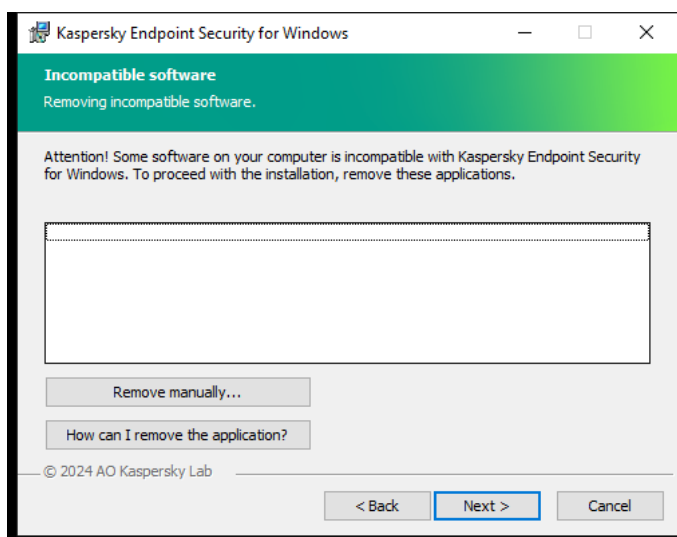 Kaspersky Endpoint Security for Windows
Incompatible software
Removing incompatible software.
Attention! Some software on your computer is incompatible with Kaspersky Endpoint Security
for Windows. To proceed with the installation, remove these applications.
Remove manually...
How can I remove the application?
© 2024 AO Kaspersky Lab
< Back Next > Cancel